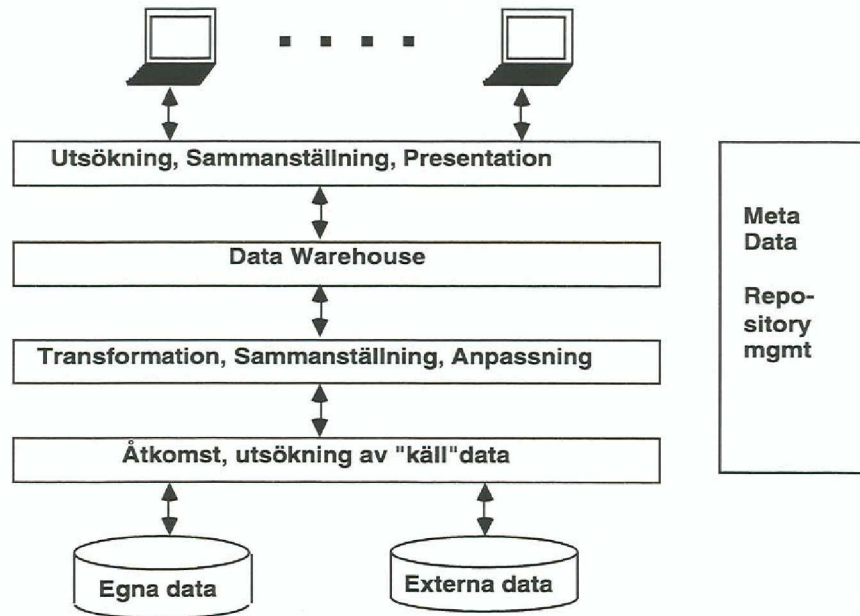 Utsökning, Sammanställning, Presentation
Data Warehouse
Transformation, Sammanställning, Anpassning
Åtkomst, utsökning av "käll"data
Egna data
Externa data
Meta
Data
Repo-
sitory
mgmt